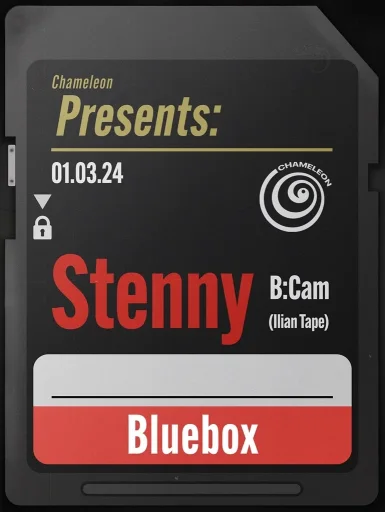 Chameleon
Presents:
01.03.24
CHAMELEON
Stenny
B:Cam
(Ilian Tape)
Bluebox